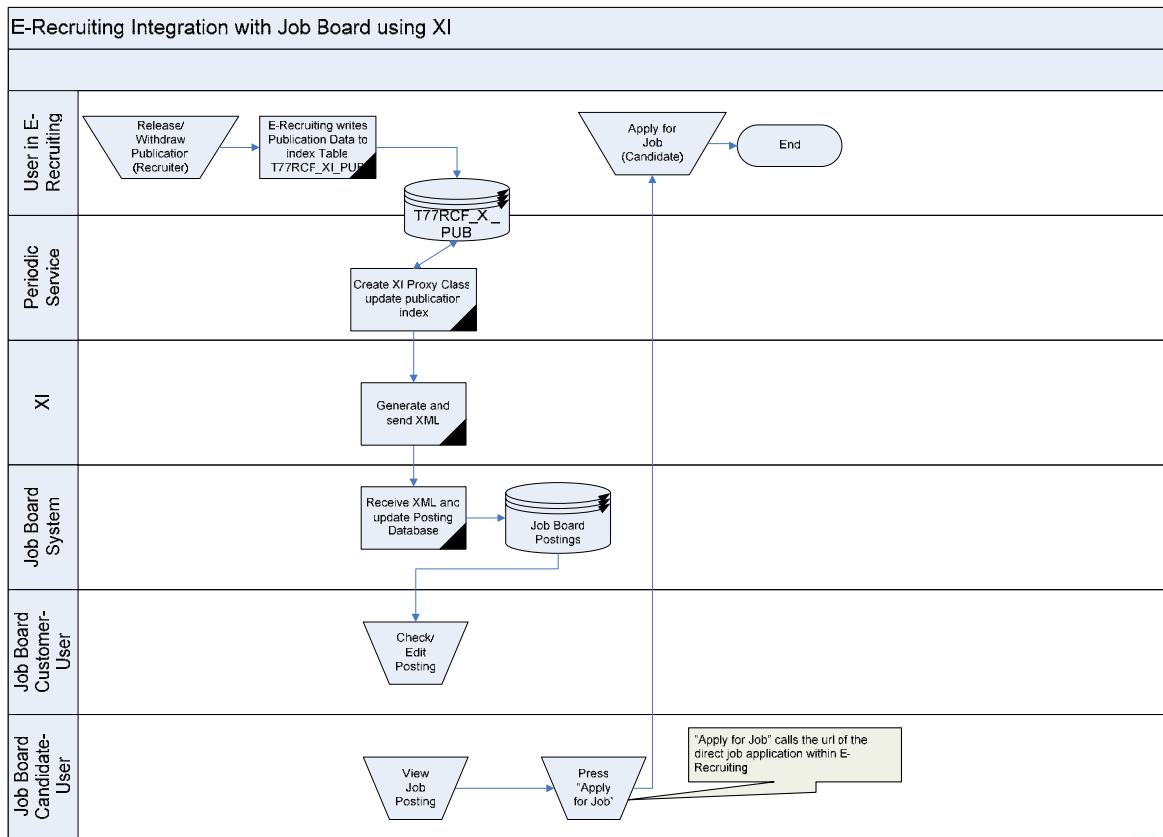 E-Recruiting Integration with Job Board using XI
User in E-
Recruiting
Release/
Withdraw
Publication
(Recruiter)
E-Recruiting writes
Publication Data to
index Table
T77RCF_XI_PUB
T77RCF_X _
PUB
Apply for
Job
(Candidate)
End
Periodic
Service
Create XI Proxy Class
update publication
index
XI
Generate and
send XML
Job Board
System
Receive XML and
update Posting
Database
Job Board
Postings
Job Board
Customer-
User
Check/
Edit
Posting
Job Board
Candidate-
User
View
Job
Posting
Press
"Apply
for Job"
"Apply for Job" calls the url of the
direct job application within E-
Recruiting